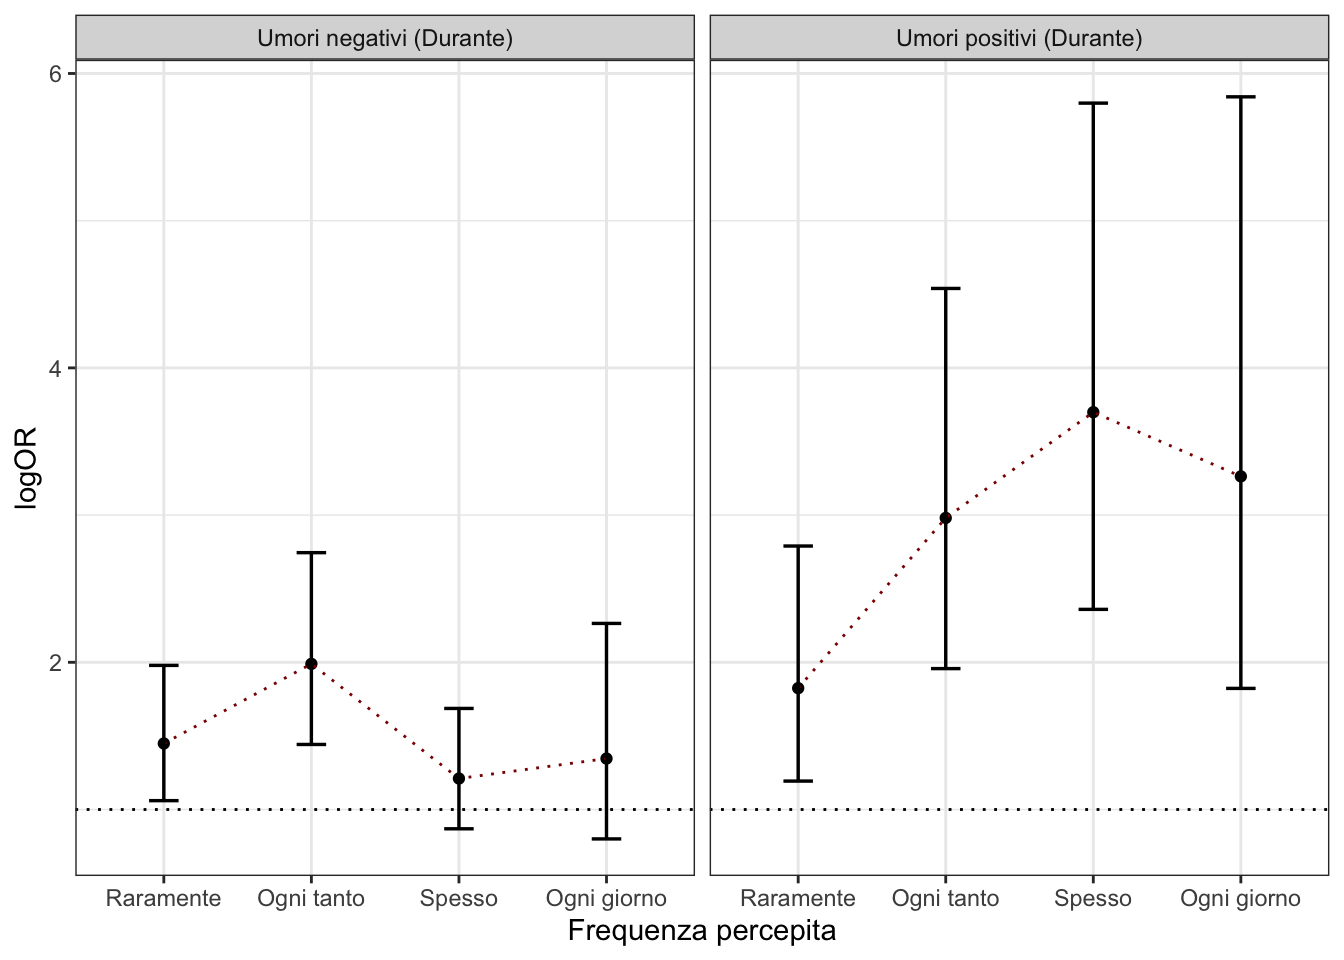 Umori negativi (Durante)
Umori positivi (Durante)
6
4
2
logOR
Raramente Ogni tanto Spesso Ogni giorno
Raramente Ogni tanto Spesso Ogni giorno
Frequenza percepita